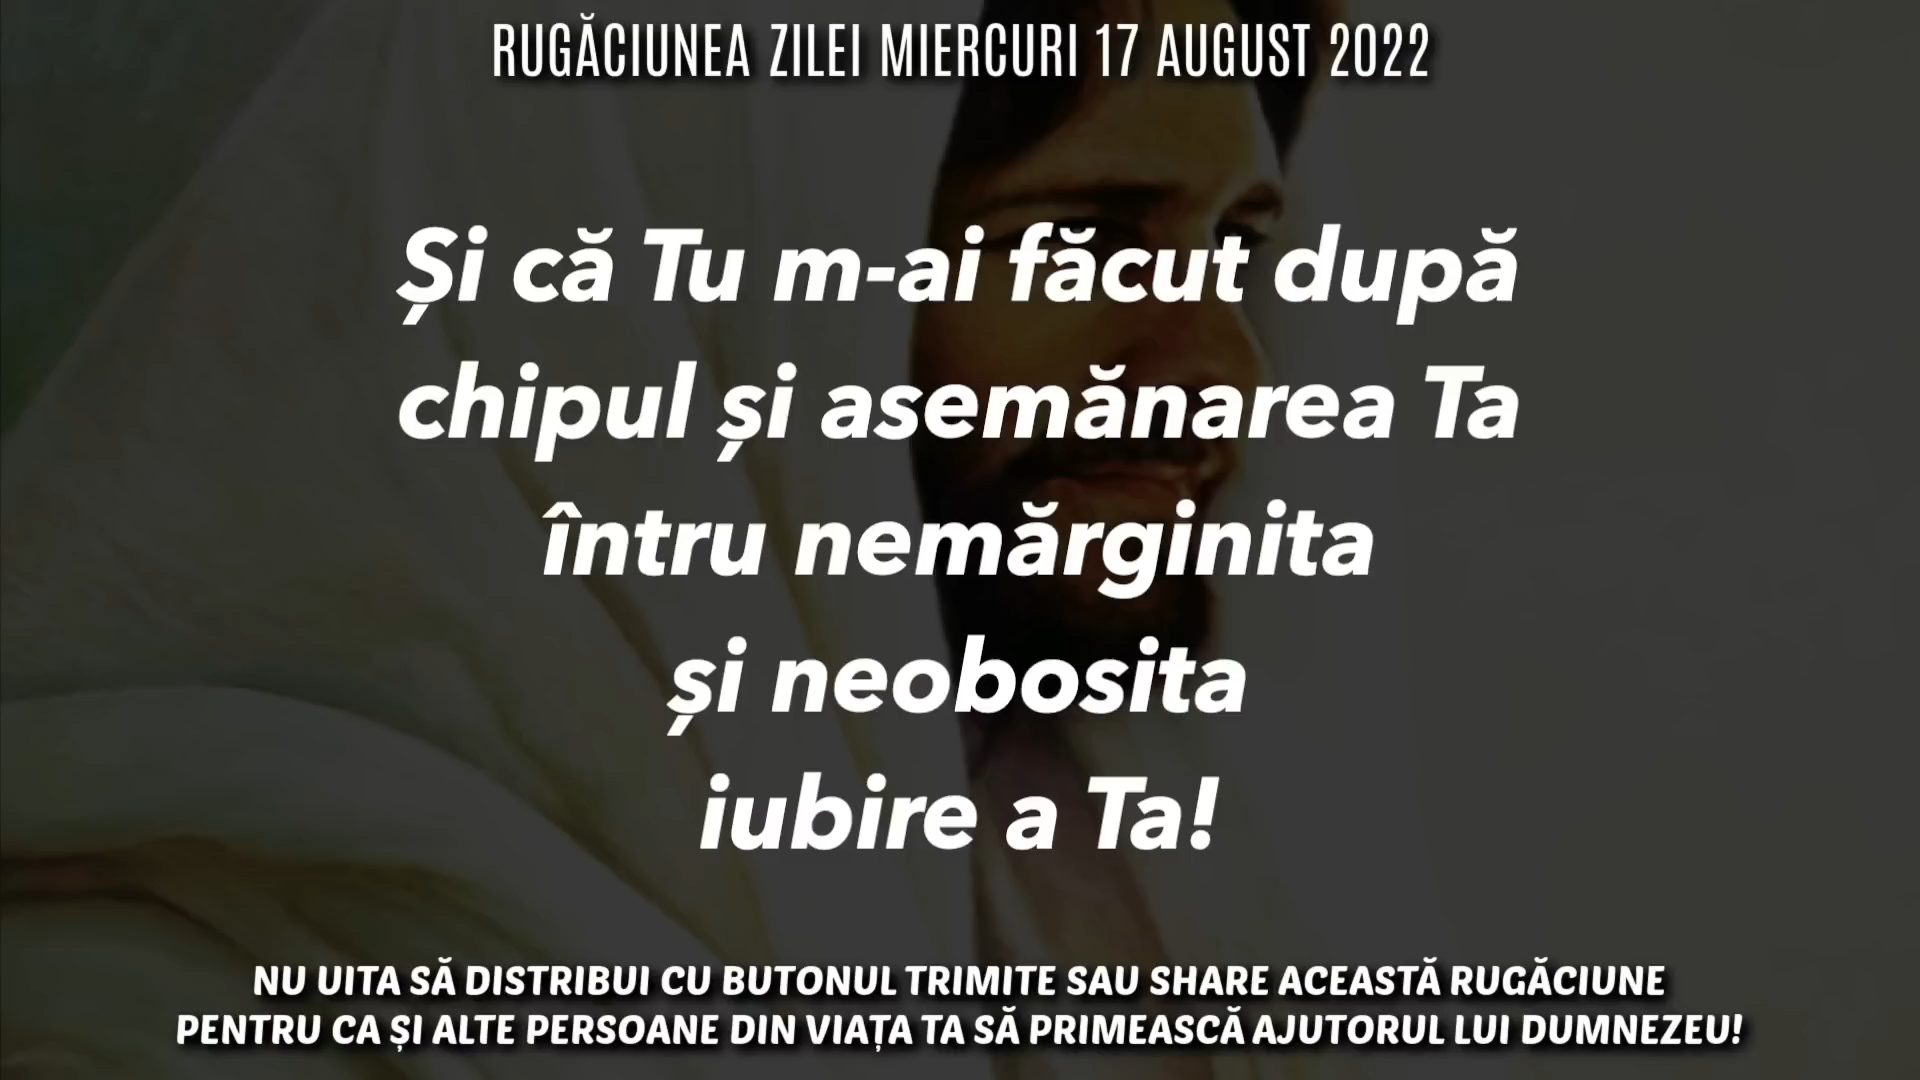 RUGĂCIUNEA ZILEI MIERCURI 17 AUGUST 2022
Și că Tu m-ai făcut după
chipul și asemănarea Ta
întru nemărginita
și neobosita
iubire a Ta!
NU UITA SĂ DISTRIBUI CU BUTONUL TRIMITE SAU SHARE ACEASTĂ RUGĂCIUNE
PENTRU CA ȘI ALTE PERSOANE DIN VIAȚA TA SĂ PRIMEASCĂ AJUTORUL LUI DUMNEZEU!